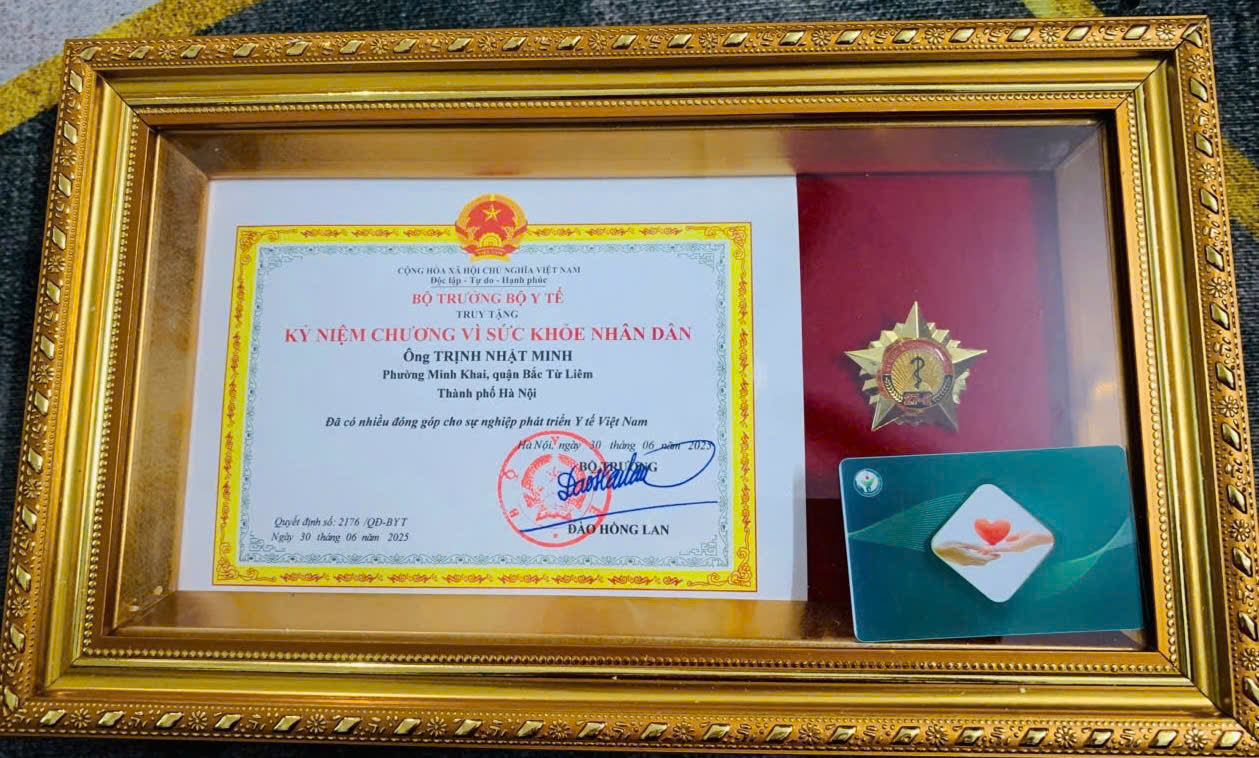 CỘNG HÒA XÃ HỘI CHỦ NGHĨA VIỆT NAM
Độc lập - Tự do - Hạnh phúc
BỘ TRƯỞNG BỘ Y TẾ
TRUY TẶNG
KỶ NIỆM CHƯƠNG VÌ SỨC KHỎE NHÂN DÂN
Ông TRỊNH NHẬT MINH
Phường Minh Khai, quận Bắc Từ Liêm
Thành phố Hà Nội
Đã có nhiều đóng góp cho sự nghiệp phát triển Y tế Việt Nam
Hà Nội, ngày 30 tháng 06 năm 2025
BỘ TRƯỞNG
ĐÀO HỒNG LAN
Quyết định số: 2176 /QĐ-BYT
Ngày 30 tháng 06 năm 2025